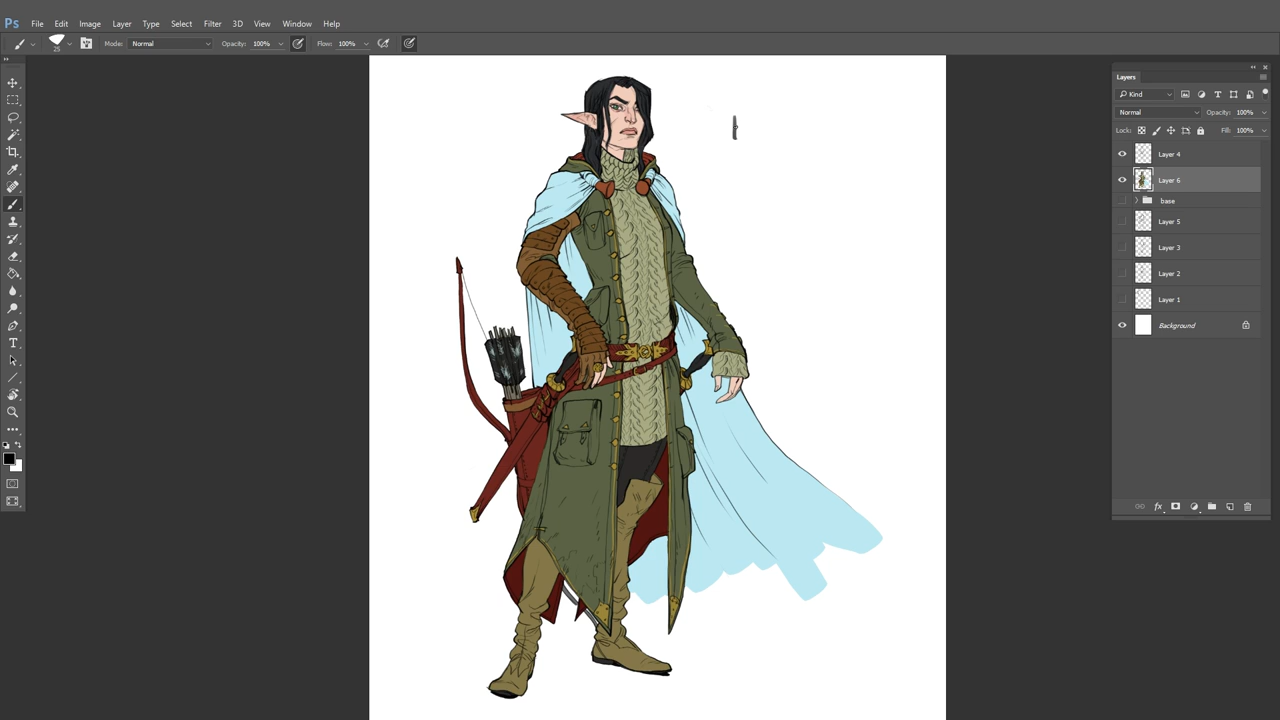 Ps File Edit Image Layer Type Select Filter 3D View Window Help
25 Mode: Normal Opacity: 100% Flow: 100%
Layers
Kind
Normal Opacity: 100%
Lock: Fill: 100%
Layer 4
Layer 6
base
Layer 5
Layer 3
Layer 2
Layer 1
Background
fx